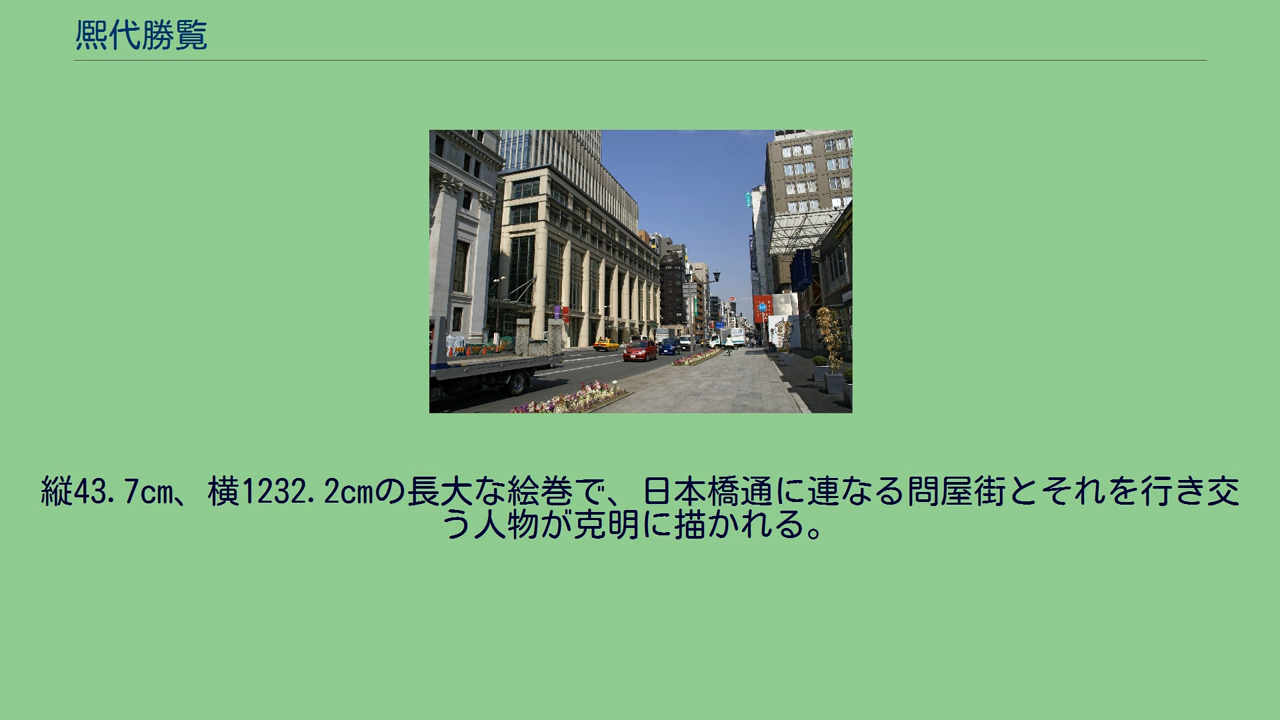 熈代勝覧
縦43.7cm、横1232.2cmの長大な絵巻で、日本橋通に連なる問屋街とそれを行き交
う人物が克明に描かれる。